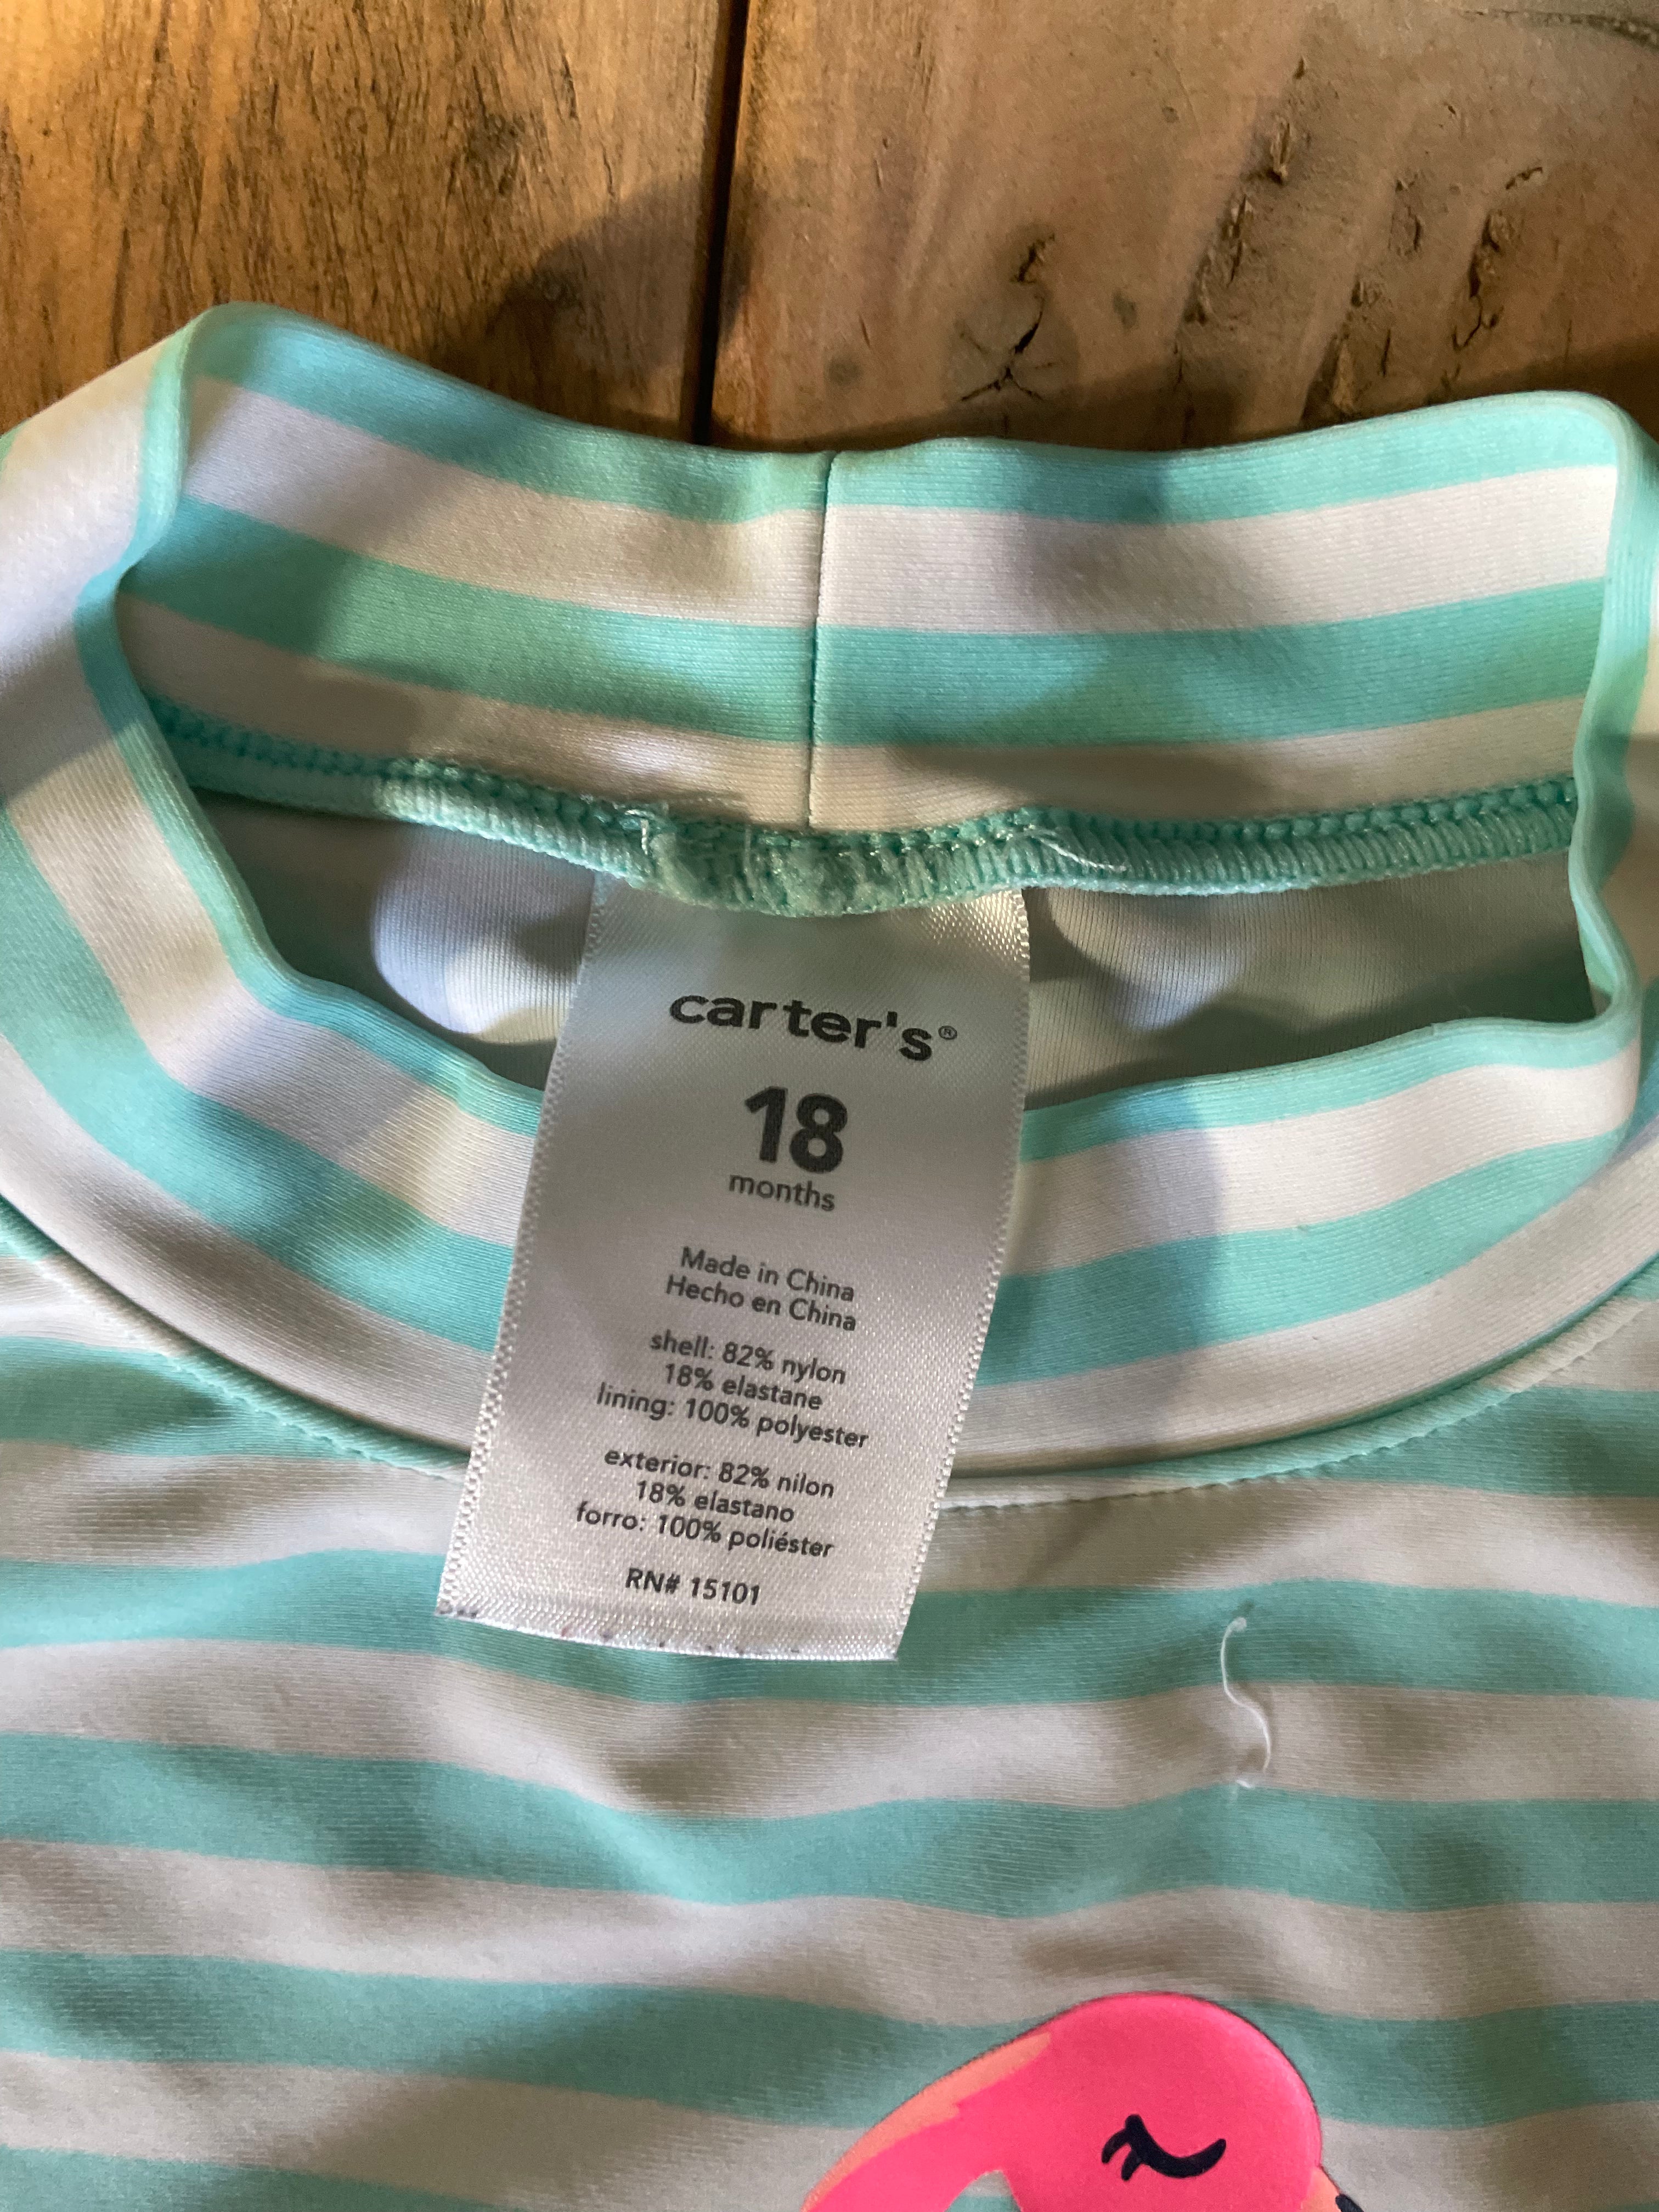 carter's®
18
months
Made in China
Hecho en China
shell: 82% nylon
18% elastane
lining: 100% polyester
exterior: 82% nilon
18% elastano
forro: 100% poliéster
RN# 15101